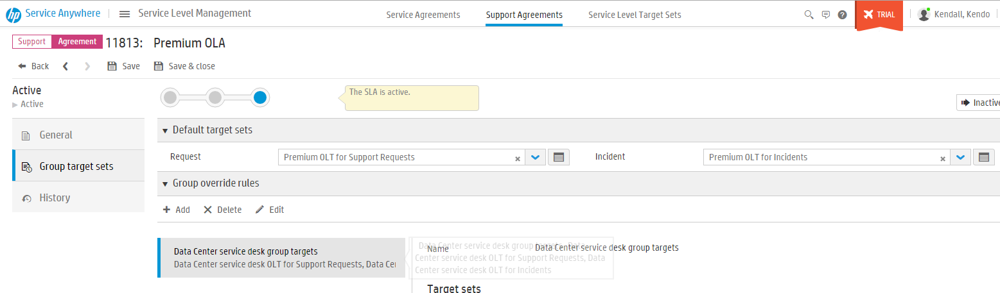 hp Service Anywhere Service Level Management Service Agreements Support Agreements Service Level Target Sets ? TRIAL Kendall, Kendo
Support Agreement 11813: Premium OLA
Back Save Save & close
Active
Active
The SLA is active.
Inactive
General
Group target sets
History
Default target sets
Request Premium OLT for Support Requests Incident Premium OLT for Incidents
Group override rules
Add Delete Edit
Data Center service desk group targets
Data Center service desk OLT for Support Requests, Data Cer
Name Data Center service desk group targets
Data Center service desk group targets, Data
Center service desk OLT for Support Requests, Data
Center service desk OLT for Incidents
Target sets